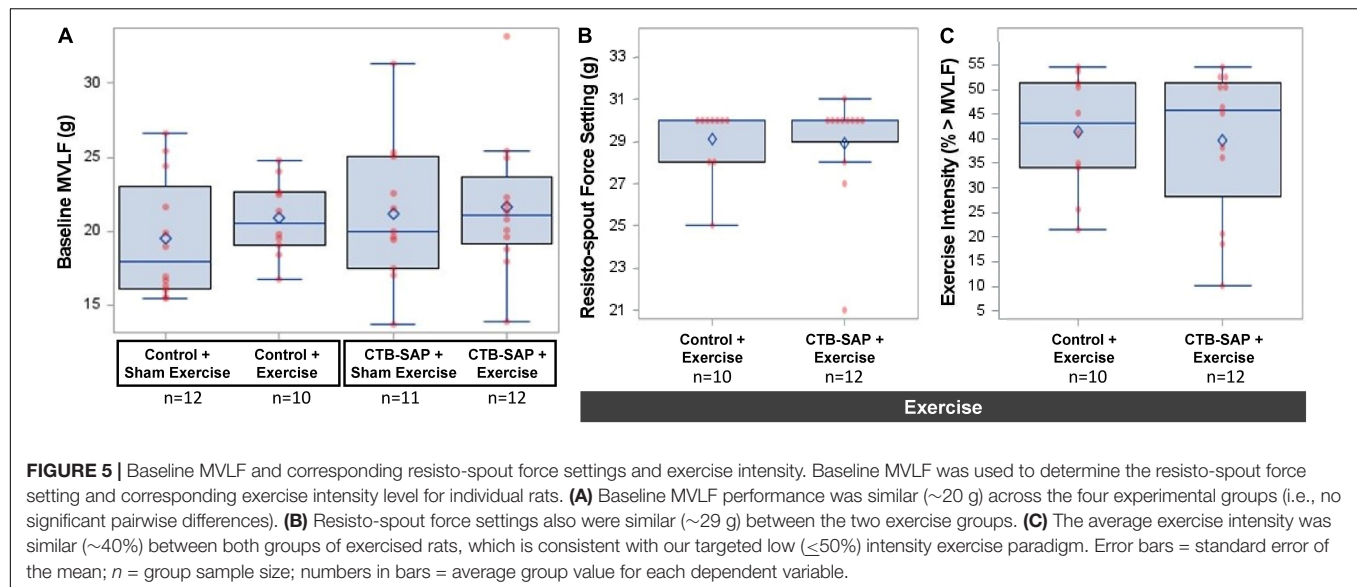 A
Baseline MVLF (g)
30
25
20
15
Control +
Sham Exercise
n=12
Control +
Exercise
n=10
CTB-SAP +
Sham Exercise
n=11
CTB-SAP +
Exercise
n=12
B
Resisto-spout Force Setting (g)
33
31
29
27
25
23
21
Control +
Exercise
n=10
CTB-SAP +
Exercise
n=12
C
Exercise Intensity (% > MVLF)
55
50
45
40
35
30
25
20
15
10
5
Control +
Exercise
n=10
CTB-SAP +
Exercise
n=12
Exercise
FIGURE 5 | Baseline MVLF and corresponding resisto-spout force settings and exercise intensity. Baseline MVLF was used to determine the resisto-spout force
setting and corresponding exercise intensity level for individual rats. (A) Baseline MVLF performance was similar (∼20 g) across the four experimental groups (i.e., no
significant pairwise differences). (B) Resisto-spout force settings also were similar (∼29 g) between the two exercise groups. (C) The average exercise intensity was
similar (∼40%) between both groups of exercised rats, which is consistent with our targeted low (≤50%) intensity exercise paradigm. Error bars = standard error of
the mean; n = group sample size; numbers in bars = average group value for each dependent variable.